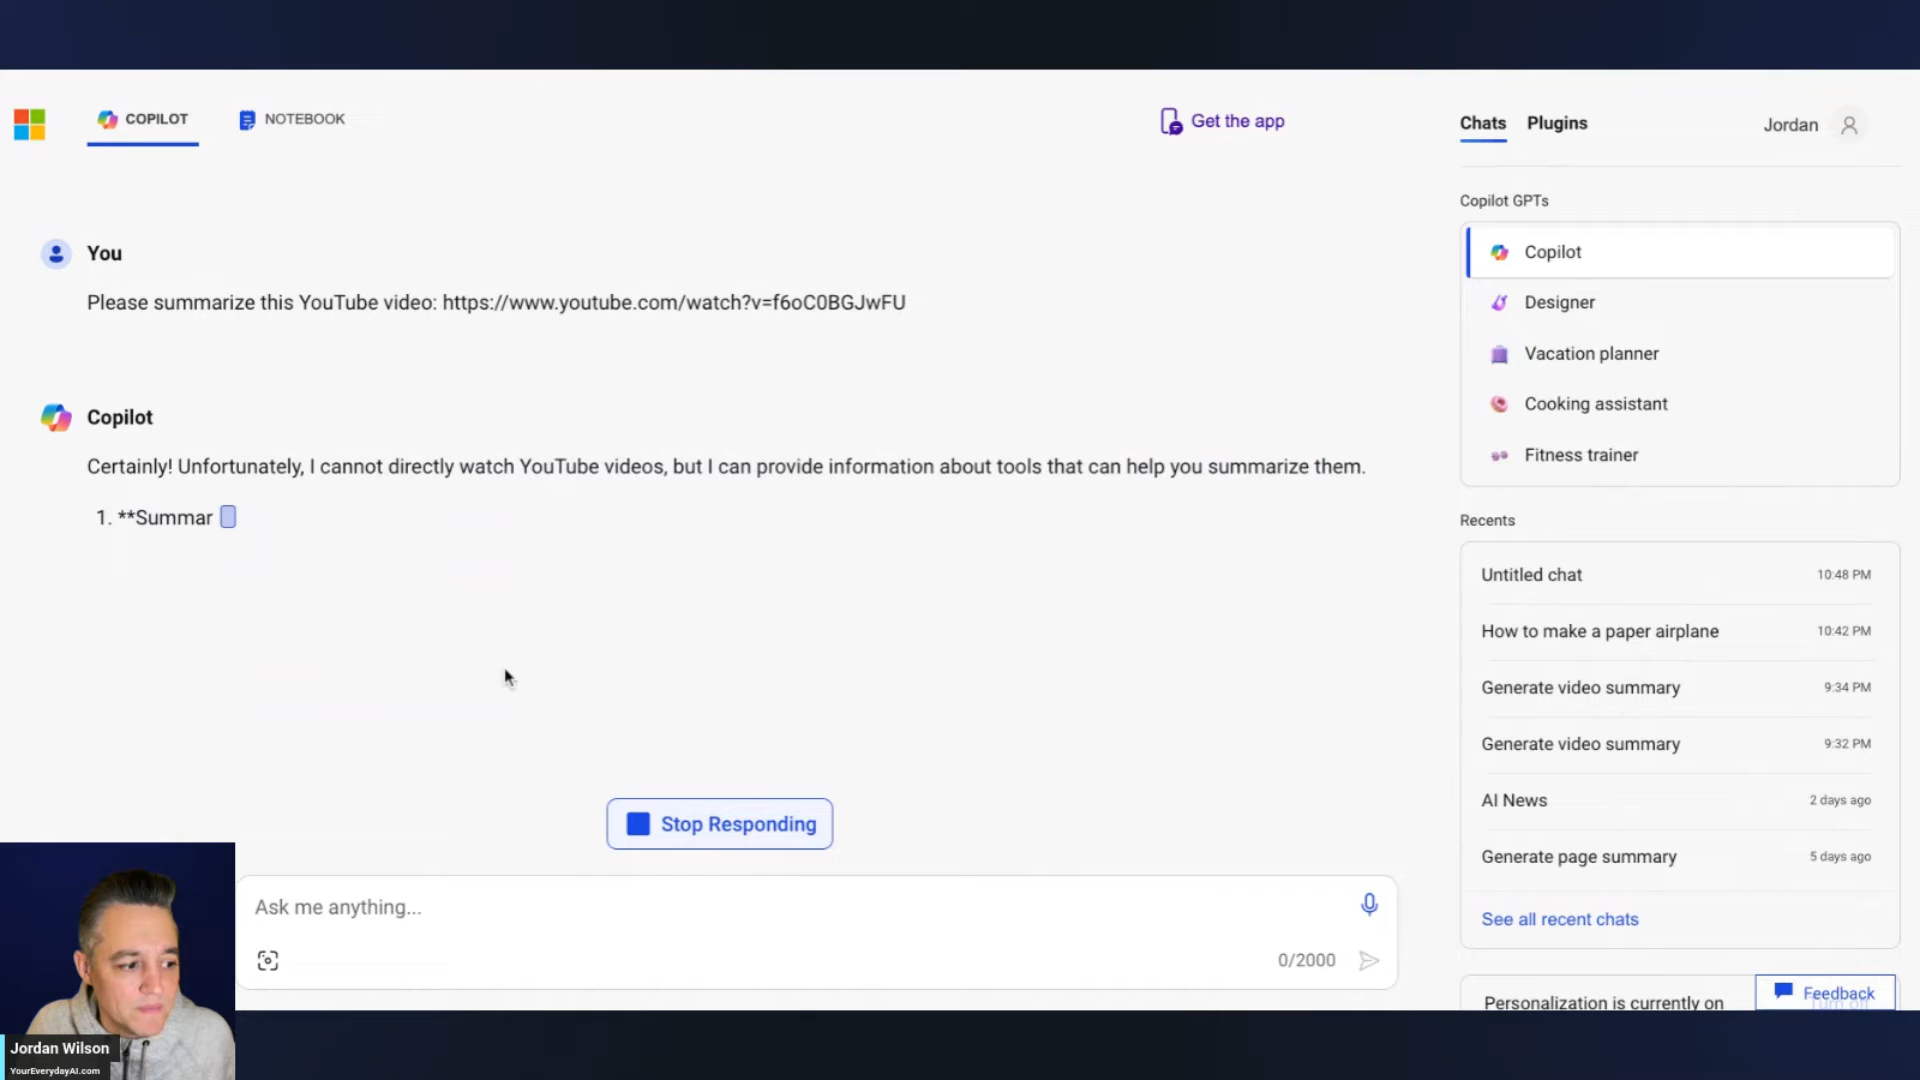 COPILOT
NOTEBOOK
Get the app
Chats
Plugins
Jordan
You
Please summarize this YouTube video: https://www.youtube.com/watch?v=f6oC0BGJwFU
Copilot
Certainly! Unfortunately, I cannot directly watch YouTube videos, but I can provide information about tools that can help you summarize them.
1. **Summar
Stop Responding
Ask me anything...
0/2000
Copilot GPTs
Copilot
Designer
Vacation planner
Cooking assistant
Fitness trainer
Recents
Untitled chat 10:48 PM
How to make a paper airplane 10:42 PM
Generate video summary 9:34 PM
Generate video summary 9:32 PM
AI News 2 days ago
Generate page summary 5 days ago
See all recent chats
Personalization is currently on
Feedback
Jordan Wilson
YourEverydayAI.com